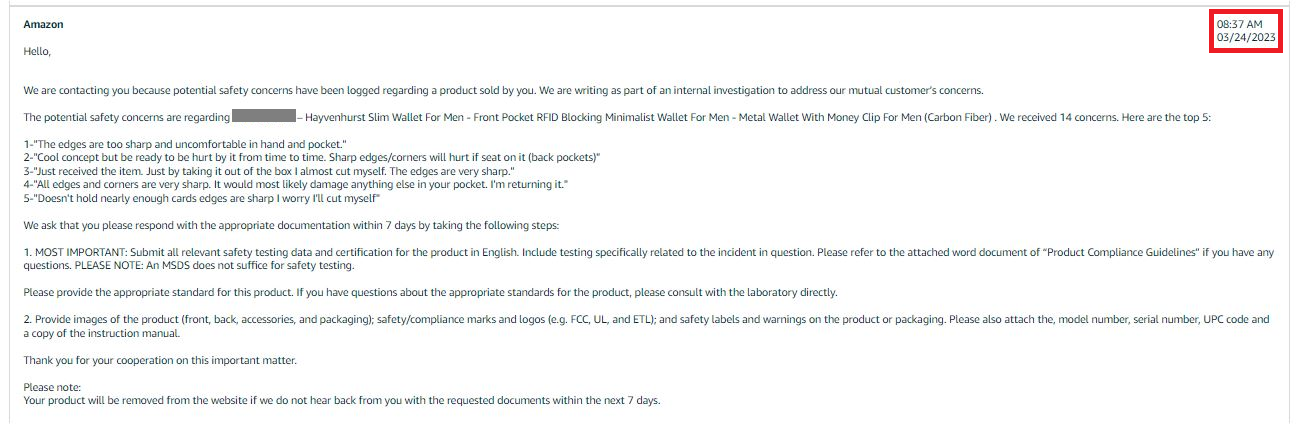 Amazon
08:37 AM
03/24/2023
Hello,
We are contacting you because potential safety concerns have been logged regarding a product sold by you. We are writing as part of an internal investigation to address our mutual customer's concerns.
The potential safety concerns are regarding – Hayvenhurst Slim Wallet For Men - Front Pocket RFID Blocking Minimalist Wallet For Men - Metal Wallet With Money Clip For Men (Carbon Fiber) . We received 14 concerns. Here are the top 5:
1-"The edges are too sharp and uncomfortable in hand and pocket."
2-"Cool concept but be ready to be hurt by it from time to time. Sharp edges/corners will hurt if seat on it (back pockets)"
3-"Just received the item. Just by taking it out of the box I almost cut myself. The edges are very sharp."
4-"All edges and corners are very sharp. It would most likely damage anything else in your pocket. I'm returning it."
5-"Doesn't hold nearly enough cards edges are sharp I worry I'll cut myself"
We ask that you please respond with the appropriate documentation within 7 days by taking the following steps:
1. MOST IMPORTANT: Submit all relevant safety testing data and certification for the product in English. Include testing specifically related to the incident in question. Please refer to the attached word document of “Product Compliance Guidelines” if you have any
questions. PLEASE NOTE: An MSDS does not suffice for safety testing.
Please provide the appropriate standard for this product. If you have questions about the appropriate standards for the product, please consult with the laboratory directly.
2. Provide images of the product (front, back, accessories, and packaging); safety/compliance marks and logos (e.g. FCC, UL, and ETL); and safety labels and warnings on the product or packaging. Please also attach the, model number, serial number, UPC code and
a copy of the instruction manual.
Thank you for your cooperation on this important matter.
Please note:
Your product will be removed from the website if we do not hear back from you with the requested documents within the next 7 days.